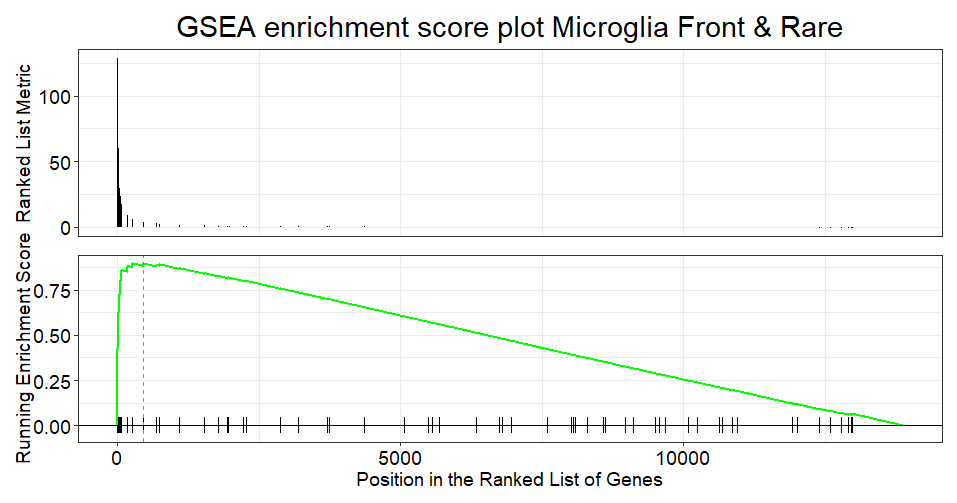 GSEA enrichment score plot Microglia Front & Rare
Ranked List Metric
100
50
0
Running Enrichment Score
0.75
0.50
0.25
0.00
0 5000 10000
Position in the Ranked List of Genes